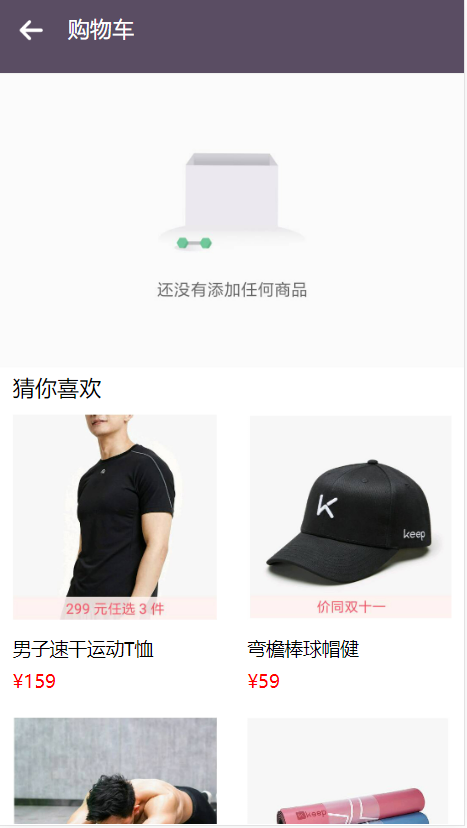 购物车
还没有添加任何商品
猜你喜欢
K
keep
299 元任选 3 件
价同双十一
男子速干运动T恤
弯檐棒球帽健
¥159
¥59
keep